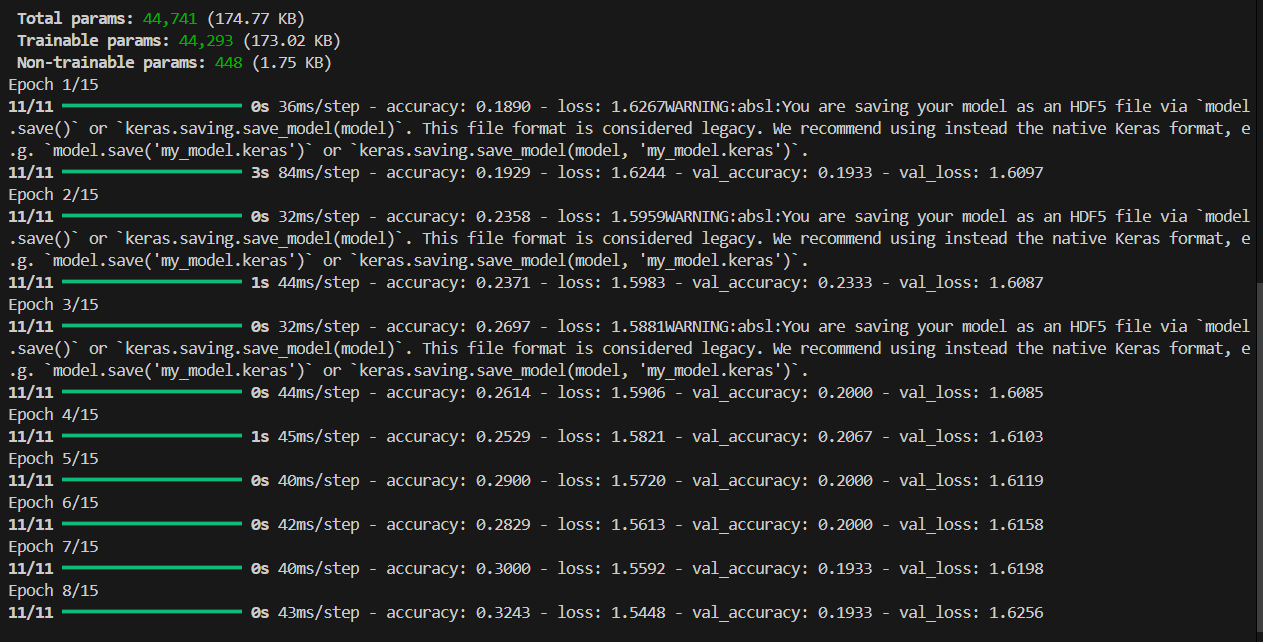 Total params: 44,741 (174.77 KB)
Trainable params: 44,293 (173.02 KB)
Non-trainable params: 448 (1.75 KB)
Epoch 1/15
11/11 0s 36ms/step - accuracy: 0.1890 - loss: 1.6267WARNING:absl:You are saving your model as an HDF5 file via `model
.save()` or `keras.saving.save_model(model)`. This file format is considered legacy. We recommend using instead the native Keras format, e
.g. `model.save('my_model.keras')` or `keras.saving.save_model(model, 'my_model.keras')`.
11/11 3s 84ms/step - accuracy: 0.1929 - loss: 1.6244 - val_accuracy: 0.1933 - val_loss: 1.6097
Epoch 2/15
11/11 0s 32ms/step - accuracy: 0.2358 - loss: 1.5959WARNING:absl:You are saving your model as an HDF5 file via `model
.save()` or `keras.saving.save_model(model)`. This file format is considered legacy. We recommend using instead the native Keras format, e
.g. `model.save('my_model.keras')` or `keras.saving.save_model(model, 'my_model.keras')`.
11/11 1s 44ms/step - accuracy: 0.2371 - loss: 1.5983 - val_accuracy: 0.2333 - val_loss: 1.6087
Epoch 3/15
11/11 0s 32ms/step - accuracy: 0.2697 - loss: 1.5881WARNING:absl:You are saving your model as an HDF5 file via `model
.save()` or `keras.saving.save_model(model)`. This file format is considered legacy. We recommend using instead the native Keras format, e
.g. `model.save('my_model.keras')` or `keras.saving.save_model(model, 'my_model.keras')`.
11/11 0s 44ms/step - accuracy: 0.2614 - loss: 1.5906 - val_accuracy: 0.2000 - val_loss: 1.6085
Epoch 4/15
11/11 1s 45ms/step - accuracy: 0.2529 - loss: 1.5821 - val_accuracy: 0.2067 - val_loss: 1.6103
Epoch 5/15
11/11 0s 40ms/step - accuracy: 0.2900 - loss: 1.5720 - val_accuracy: 0.2000 - val_loss: 1.6119
Epoch 6/15
11/11 0s 42ms/step - accuracy: 0.2829 - loss: 1.5613 - val_accuracy: 0.2000 - val_loss: 1.6158
Epoch 7/15
11/11 0s 40ms/step - accuracy: 0.3000 - loss: 1.5592 - val_accuracy: 0.1933 - val_loss: 1.6198
Epoch 8/15
11/11 0s 43ms/step - accuracy: 0.3243 - loss: 1.5448 - val_accuracy: 0.1933 - val_loss: 1.6256